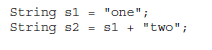 String s1 = "one";
String s2 = s1 + "two";